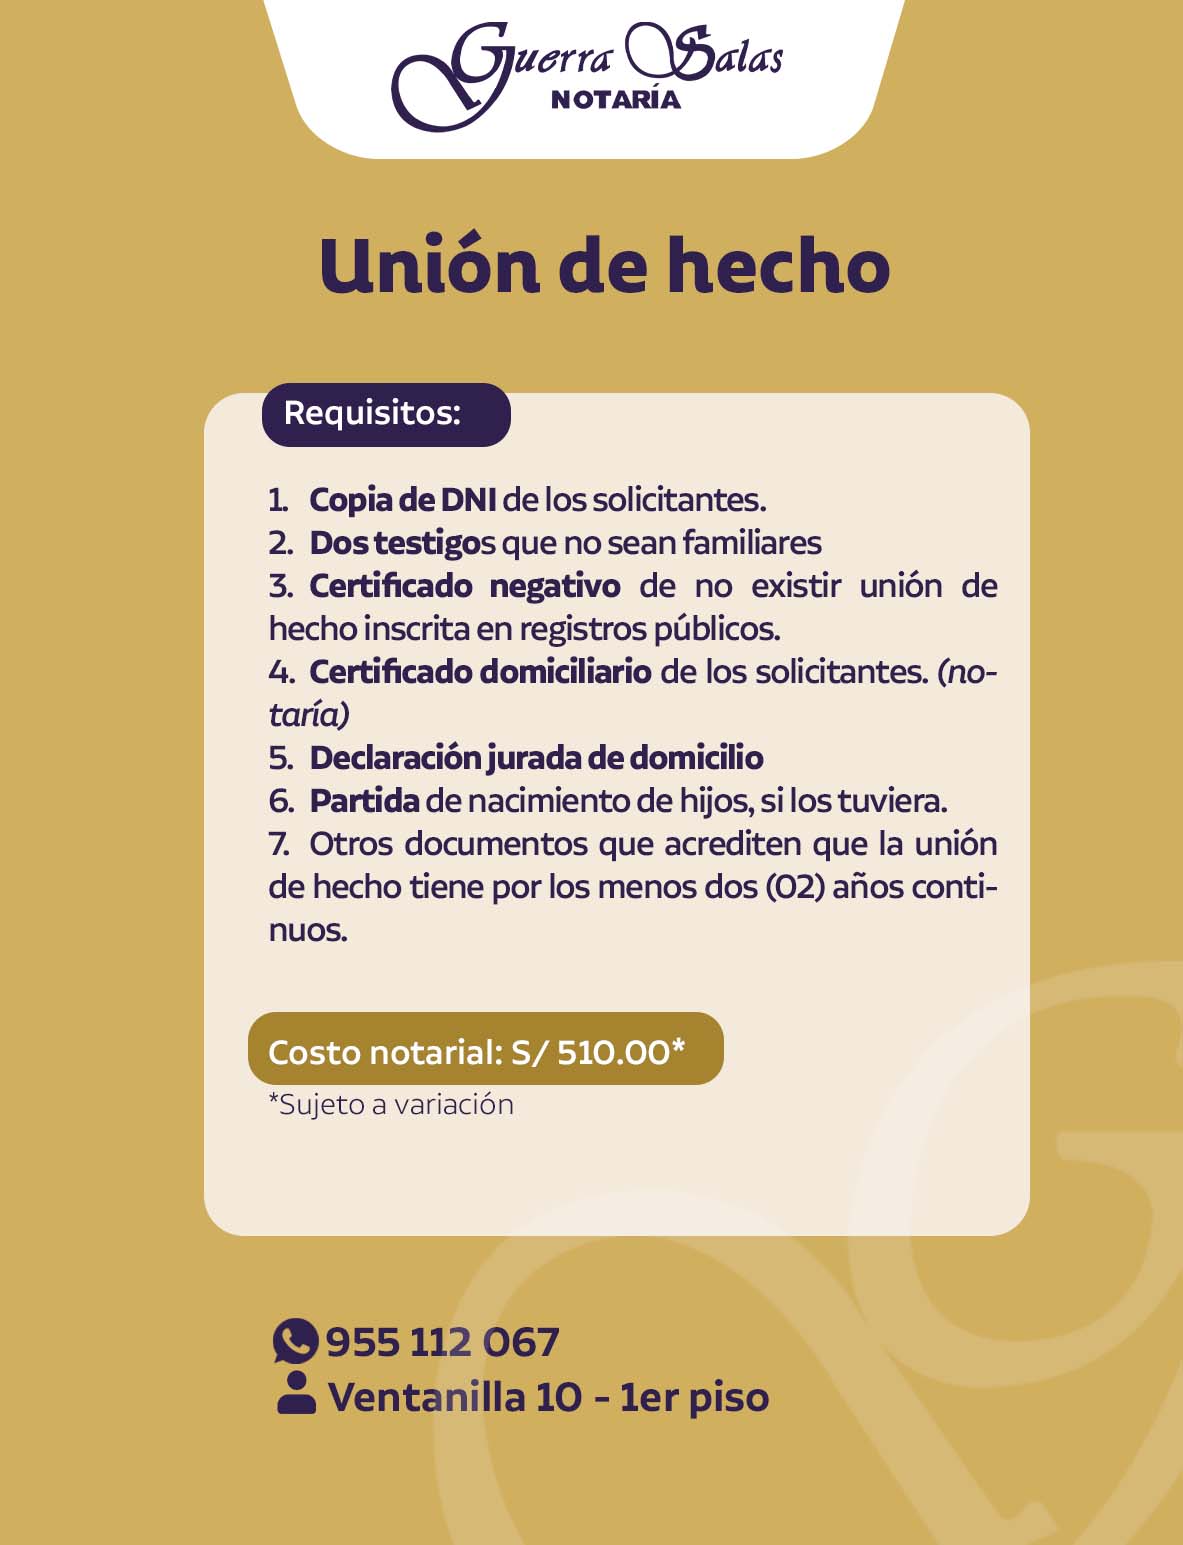 Guerra Salas
NOTARÍA
Unión de hecho
Requisitos:
1. Copia de DNI de los solicitantes.
2. Dos testigos que no sean familiares
3. Certificado negativo de no existir unión de
hecho inscrita en registros públicos.
4. Certificado domiciliario de los solicitantes. (no-
taría)
5. Declaración jurada de domicilio
6. Partida de nacimiento de hijos, si los tuviera.
7. Otros documentos que acrediten que la unión
de hecho tiene por los menos dos (02) años conti-
nuos.
Costo notarial: S/ 510.00*
*Sujeto a variación
955 112 067
Ventanilla 10 - 1er piso